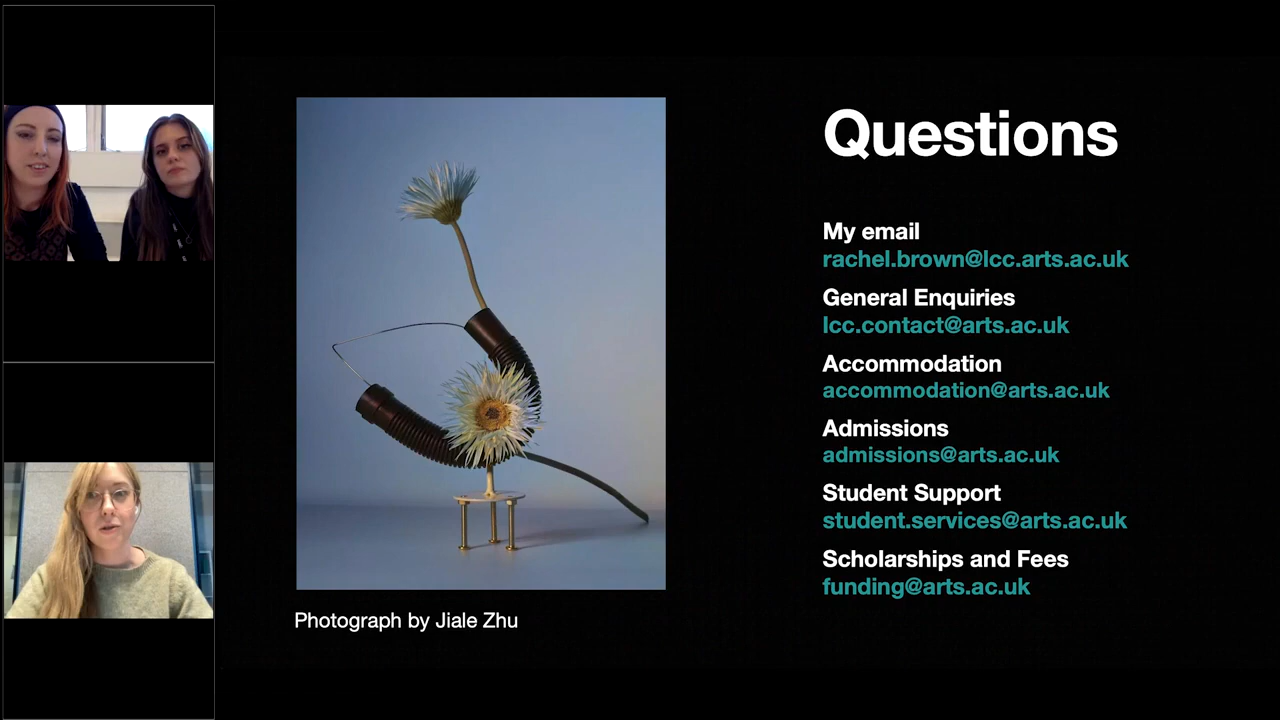 Questions
My email
rachel.brown@lcc.arts.ac.uk
General Enquiries
lcc.contact@arts.ac.uk
Accommodation
accommodation@arts.ac.uk
Admissions
admissions@arts.ac.uk
Student Support
student.services@arts.ac.uk
Scholarships and Fees
funding@arts.ac.uk
Photograph by Jiale Zhu